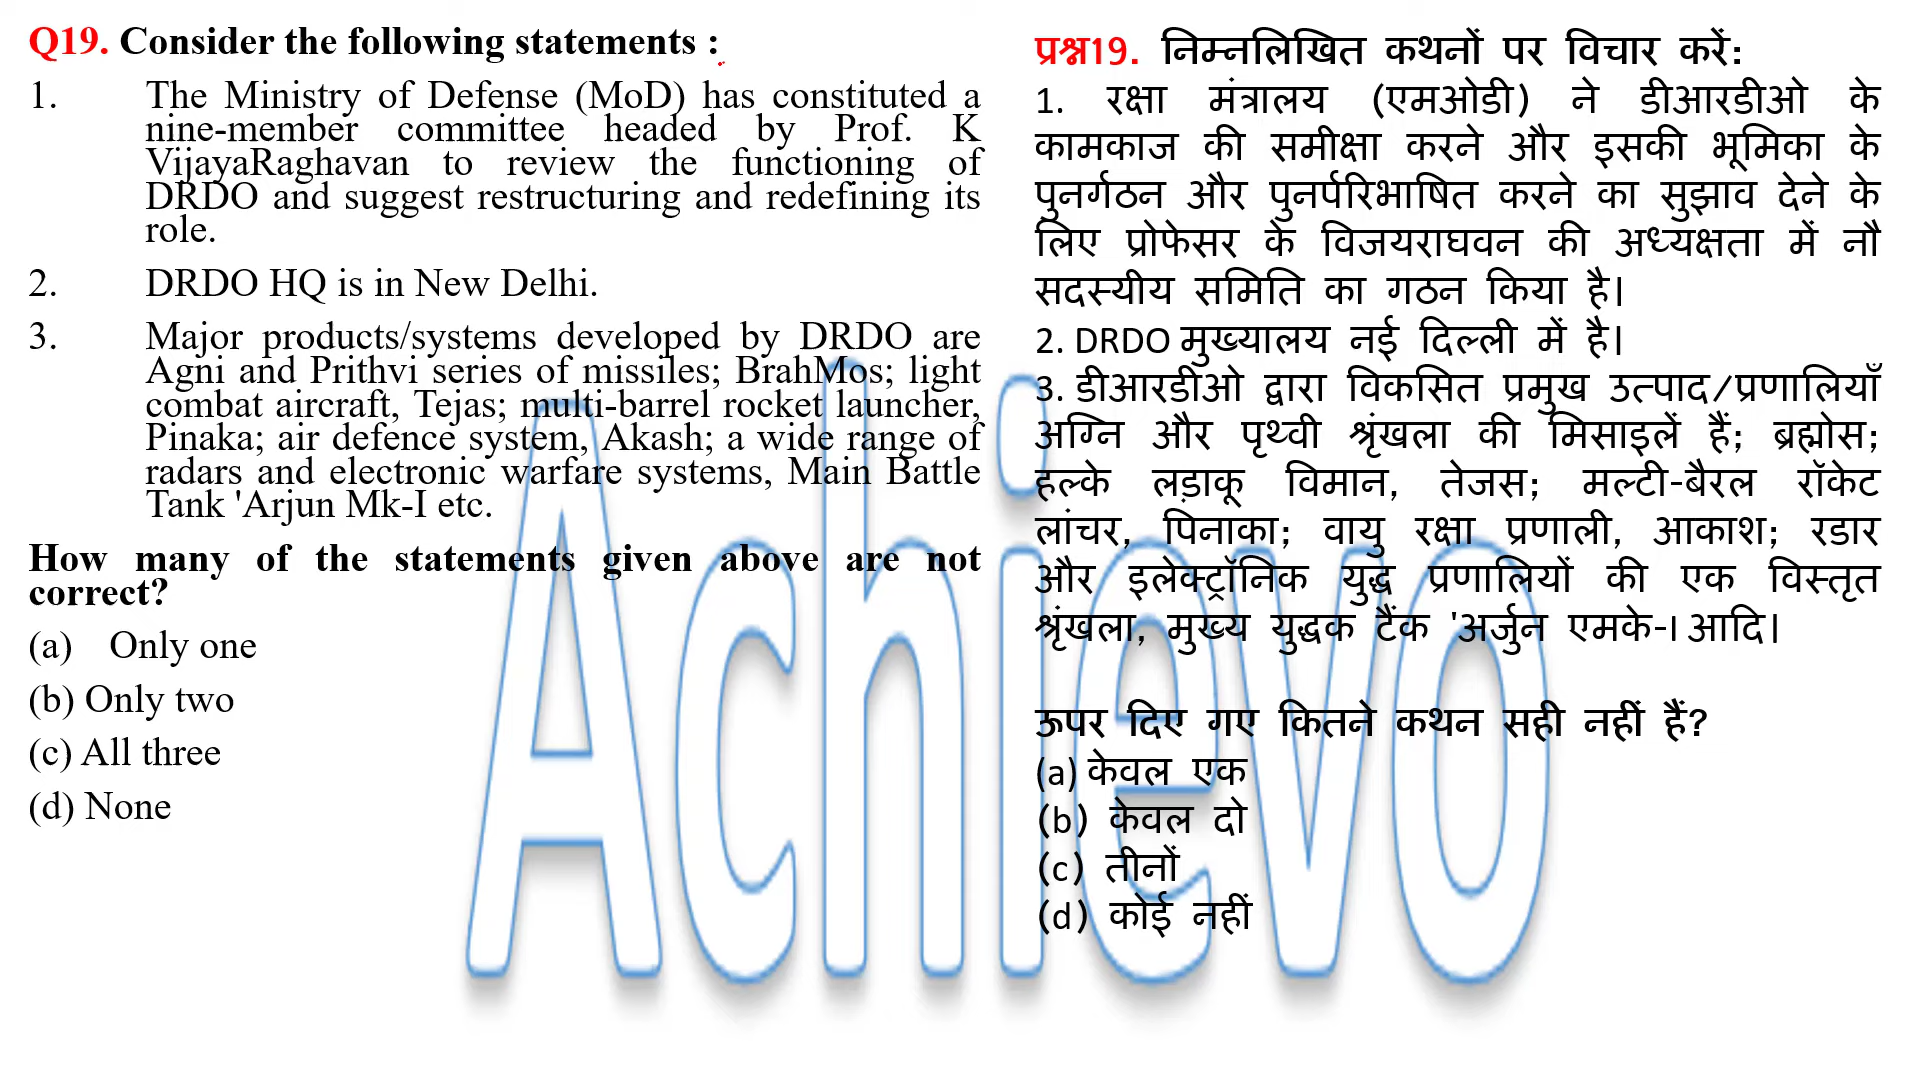 Q19. Consider the following statements :
1. The Ministry of Defense (MoD) has constituted a
nine-member committee headed by Prof. K
VijayaRaghavan to review the functioning of
DRDO and suggest restructuring and redefining its
role.
2. DRDO HQ is in New Delhi.
3. Major products/systems developed by DRDO are
Agni and Prithvi series of missiles; BrahMos; light
combat aircraft, Tejas; multi-barrel rocket launcher,
Pinaka; air defence system, Akash; a wide range of
radars and electronic warfare systems, Main Battle
Tank 'Arjun Mk-I etc.
How many of the statements given above are not
correct?
(a) Only one
(b) Only two
(c) All three
(d) None
प्रश्न19. निम्नलिखित कथनों पर विचार करें:
1. रक्षा मंत्रालय (एमओडी) ने डीआरडीओ के
कामकाज की समीक्षा करने और इसकी भूमिका के
पुनर्गठन और पुनर्परिभाषित करने का सुझाव देने के
लिए प्रोफेसर के विजयराघवन की अध्यक्षता में नौ
सदस्यीय समिति का गठन किया है।
2. DRDO मुख्यालय नई दिल्ली में है।
3. डीआरडीओ द्वारा विकसित प्रमुख उत्पाद/प्रणालियाँ
अग्नि और पृथ्वी श्रृंखला की मिसाइलें हैं; ब्रह्मोस;
हल्के लड़ाकू विमान, तेजस; मल्टी-बैरल रॉकेट
लांचर, पिनाका; वायु रक्षा प्रणाली, आकाश; रडार
और इलेक्ट्रॉनिक युद्ध प्रणालियों की एक विस्तृत
श्रृंखला, मुख्य युद्धक टैंक 'अर्जुन एमके-। आदि।
ऊपर दिए गए कितने कथन सही नहीं हैं?
(a) केवल एक
(b) केवल दो
(c) तीनों
(d) कोई नहीं
Achievo